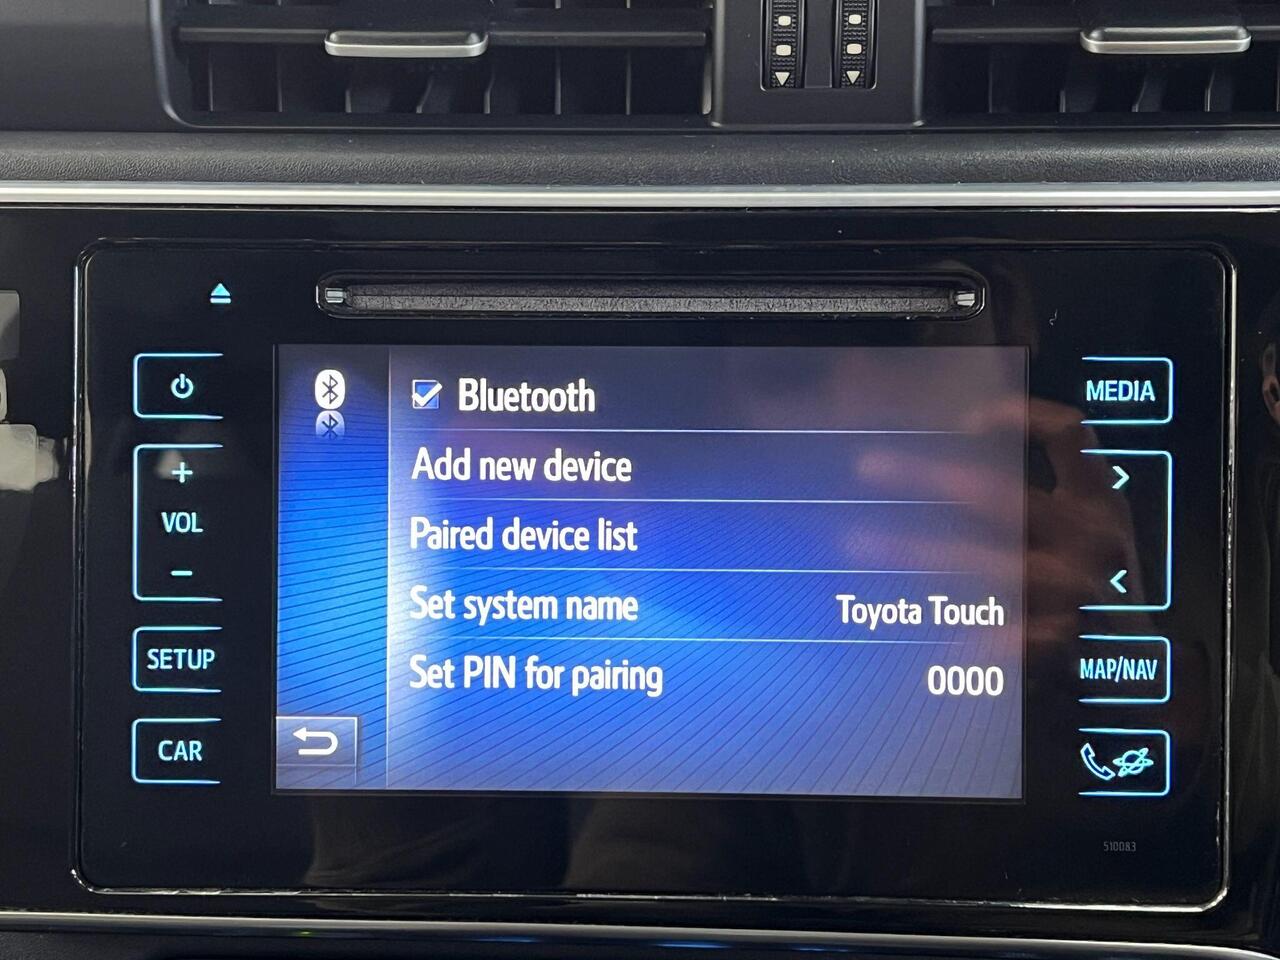 Bluetooth
Add new device
Paired device list
Set system name Toyota Touch
Set PIN for pairing 0000
+
VOL
-
SETUP
CAR
MEDIA
>
<
MAP/NAV
510083